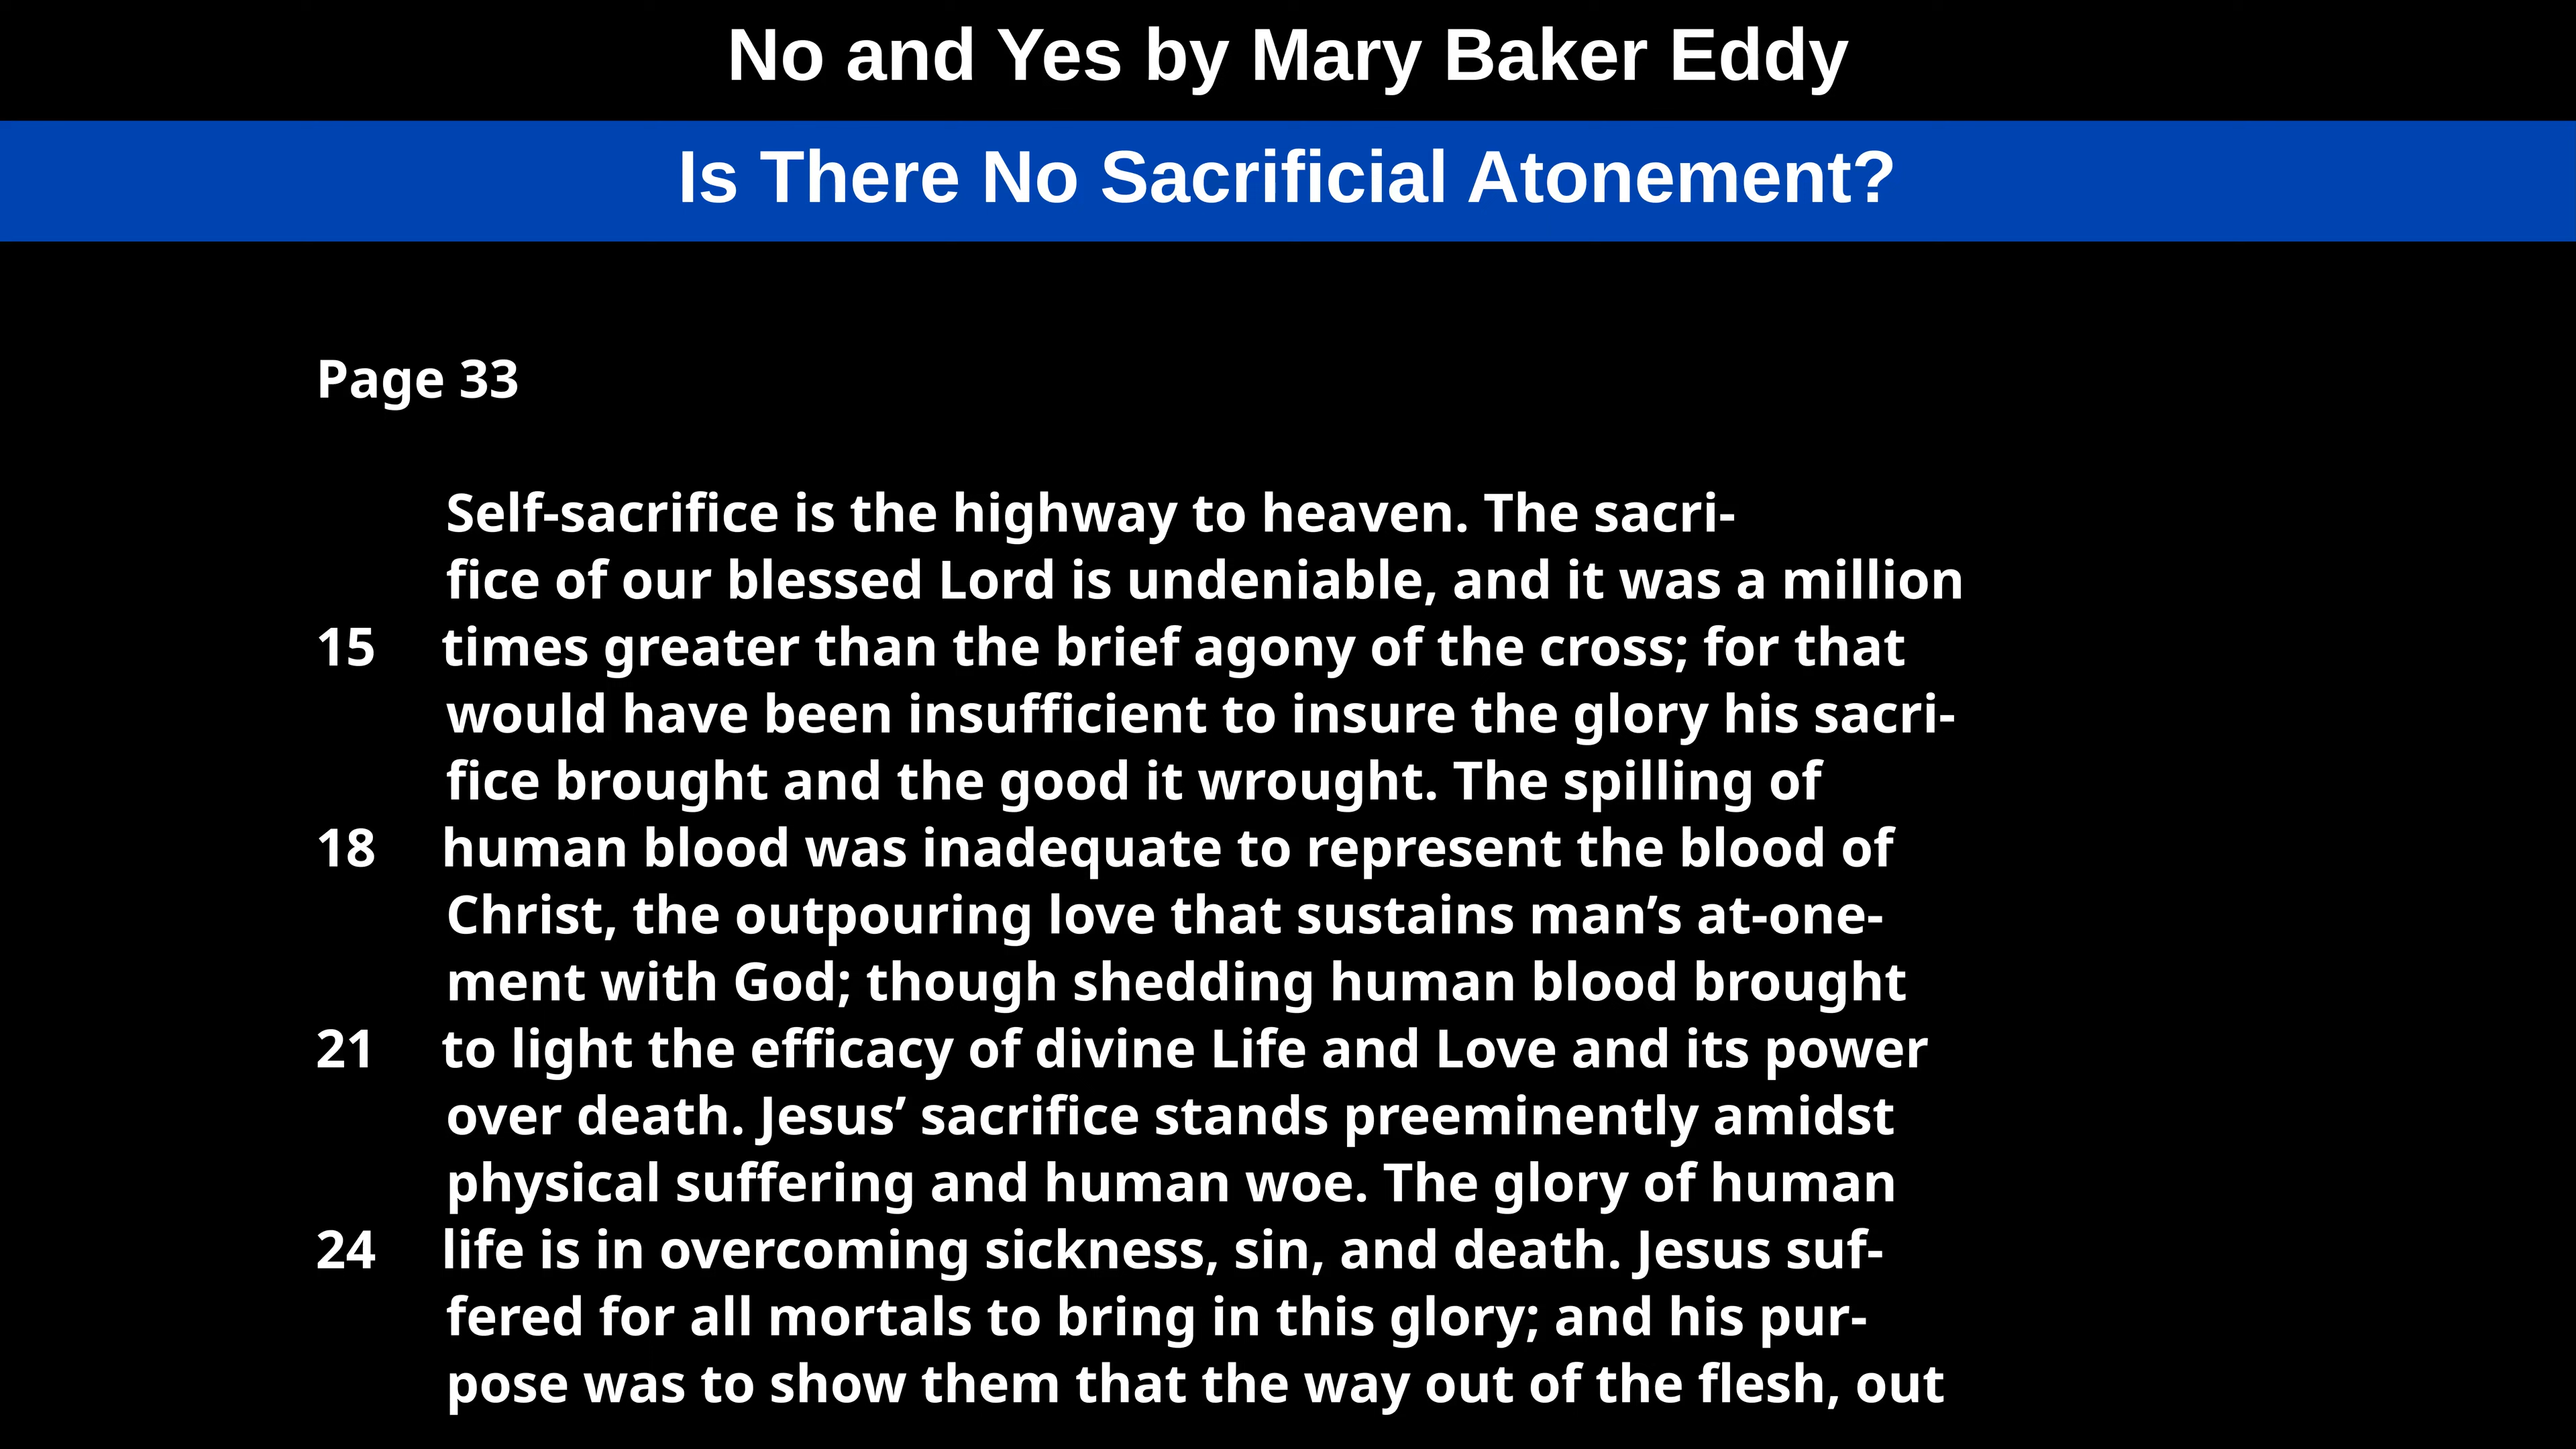 No and Yes by Mary Baker Eddy
Is There No Sacrificial Atonement?
Page 33
Self-sacrifice is the highway to heaven. The sacri-
fice of our blessed Lord is undeniable, and it was a million
15 times greater than the brief agony of the cross; for that
would have been insufficient to insure the glory his sacri-
fice brought and the good it wrought. The spilling of
18 human blood was inadequate to represent the blood of
Christ, the outpouring love that sustains man’s at-one-
ment with God; though shedding human blood brought
21 to light the efficacy of divine Life and Love and its power
over death. Jesus’ sacrifice stands preeminently amidst
physical suffering and human woe. The glory of human
24 life is in overcoming sickness, sin, and death. Jesus suf-
fered for all mortals to bring in this glory; and his pur-
pose was to show them that the way out of the flesh, out